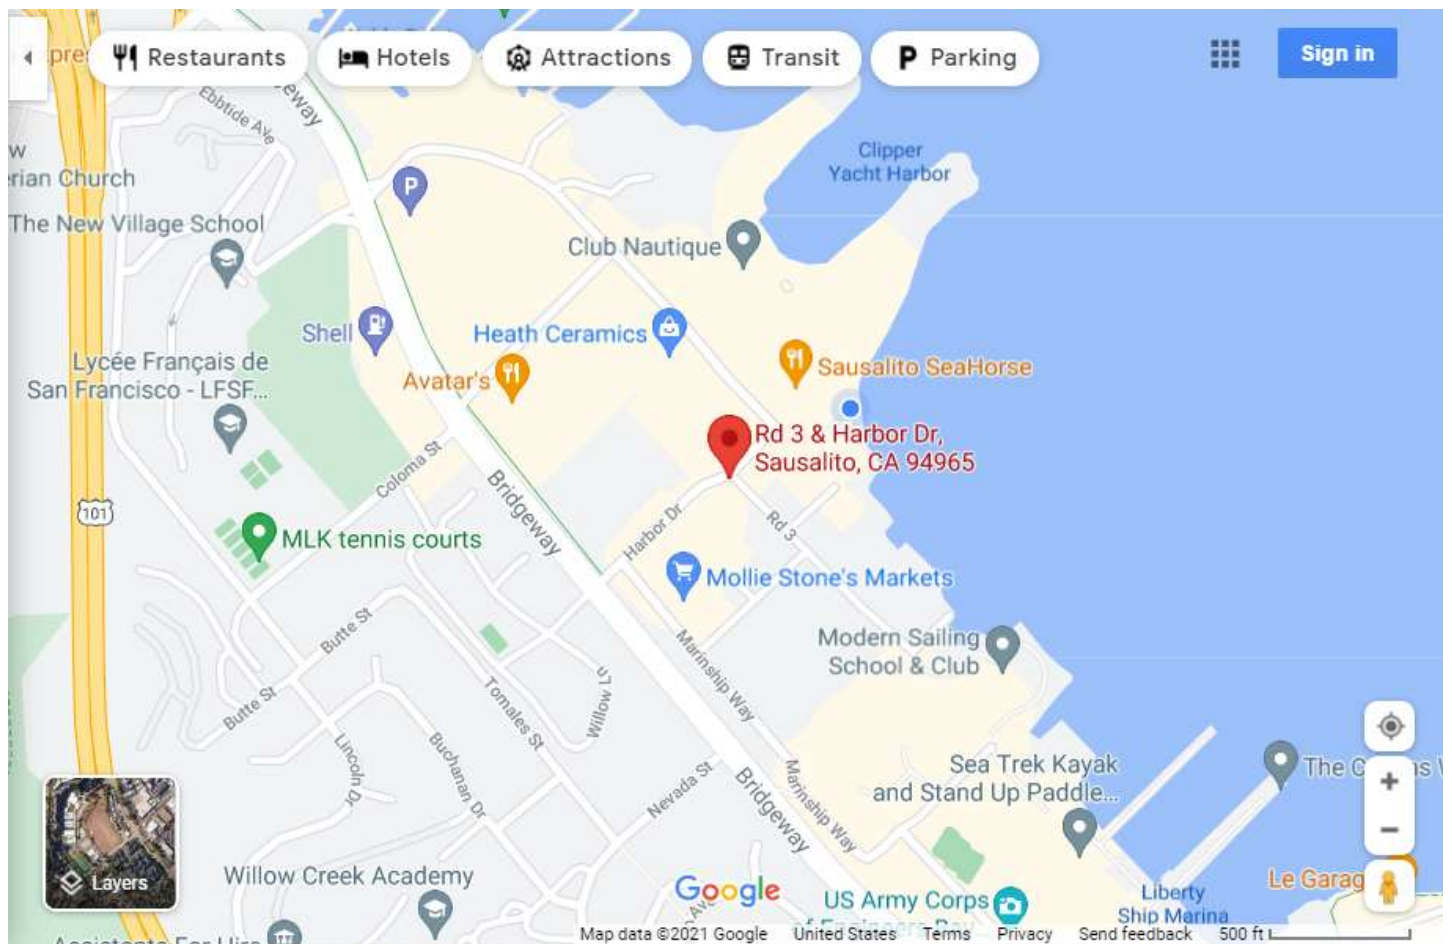 Restaurants
Hotels
Attractions
Transit
Parking
Sign in
Ebbtide Ave
Clipper
Yacht Harbor
The New Village School
Club Nautique
P
Shell
Heath Ceramics
Lycée Français de
San Francisco - LFSF...
Avatar's
Sausalito SeaHorse
Rd 3 & Harbor Dr,
Sausalito, CA 94965
Coloma St
Bridgeway
101
Harbor Dr
Rd 3
MLK tennis courts
Mollie Stone's Markets
Butte St
Marinship Way
Modern Sailing
School & Club
Willow Ln
Tomales St
Butte St
Lincoln Dr
Buchanan Dr
Nevada St
Bridgeway
Marinship Way
Sea Trek Kayak
and Stand Up Paddle...
The
Layers
Willow Creek Academy
Google
US Army Corps
Le Garag
Liberty
Ship Marina
Map data ©2021 Google
United States
Terms
Privacy
Send feedback
500 ft